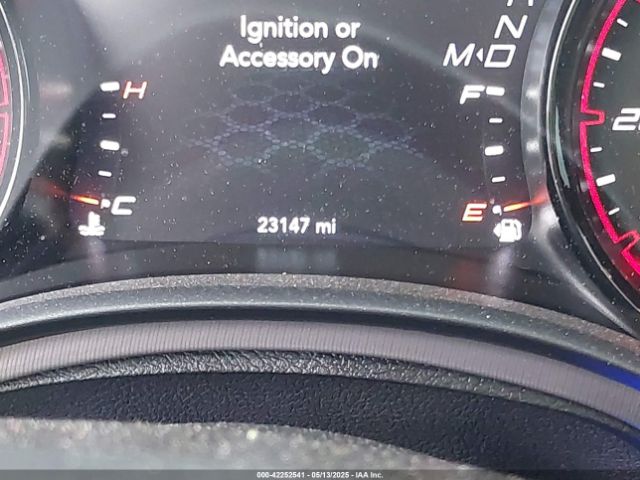 Ignition or
Accessory On
N
M D
H
F
C
E
23147 mi
000-42252541 - 05/13/2025 - IAA Inc.